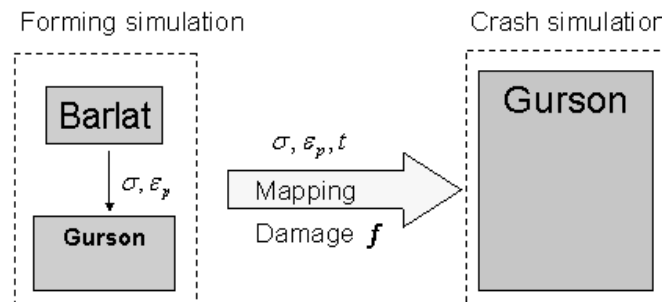 Forming simulation
Crash simulation
Barlat
σ, εₚ
Gurson
σ, εₚ, t
Mapping
Damage f
Gurson